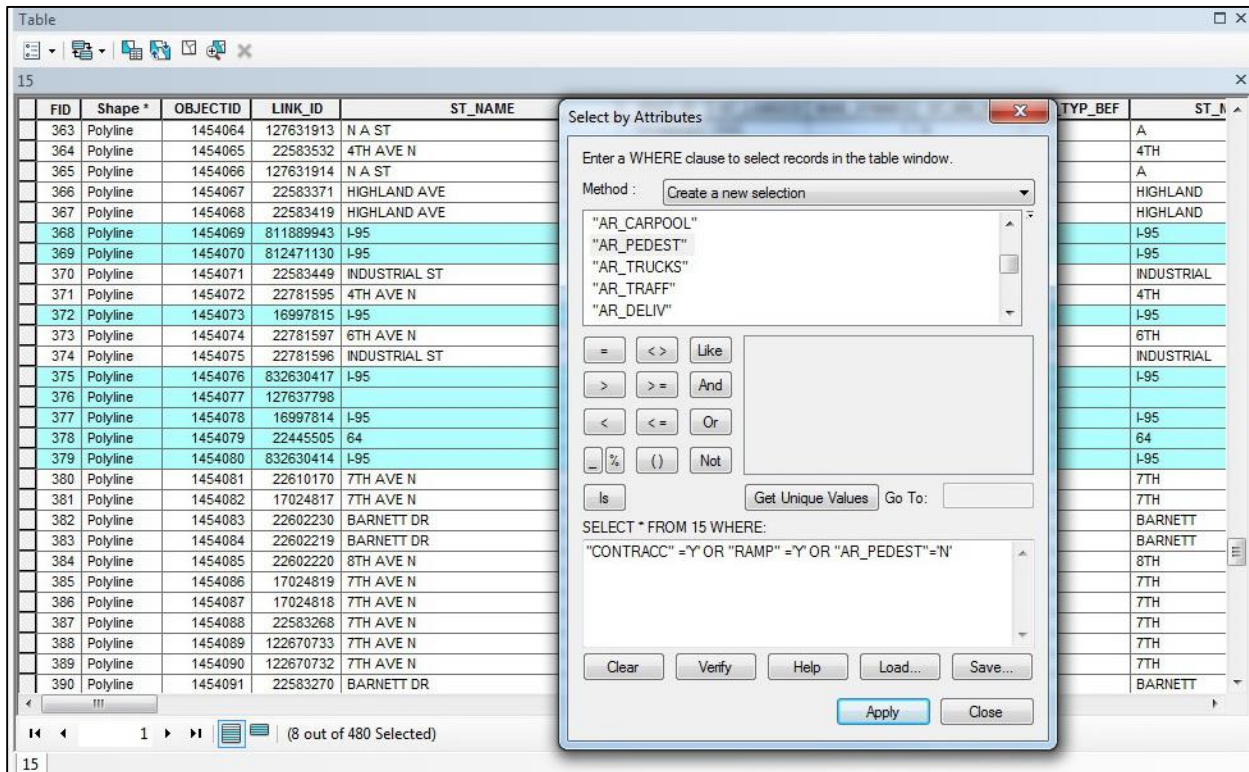 Table
15
FID Shape * OBJECTID LINK_ID ST_NAME _TYP_BEF ST_N
363 Polyline 1454064 127631913 N A ST A
364 Polyline 1454065 22583532 4TH AVE N 4TH
365 Polyline 1454066 127631914 N A ST A
366 Polyline 1454067 22583371 HIGHLAND AVE HIGHLAND
367 Polyline 1454068 22583419 HIGHLAND AVE HIGHLAND
368 Polyline 1454069 811889943 I-95 I-95
369 Polyline 1454070 812471130 I-95 I-95
370 Polyline 1454071 22583449 INDUSTRIAL ST INDUSTRIAL
371 Polyline 1454072 22781595 4TH AVE N 4TH
372 Polyline 1454073 16997815 I-95 I-95
373 Polyline 1454074 22781597 6TH AVE N 6TH
374 Polyline 1454075 22781596 INDUSTRIAL ST INDUSTRIAL
375 Polyline 1454076 832630417 I-95 I-95
376 Polyline 1454077 127637798
377 Polyline 1454078 16997814 I-95 I-95
378 Polyline 1454079 22445505 64 64
379 Polyline 1454080 832630414 I-95 I-95
380 Polyline 1454081 22610170 7TH AVE N 7TH
381 Polyline 1454082 17024817 7TH AVE N 7TH
382 Polyline 1454083 22602230 BARNETT DR BARNETT
383 Polyline 1454084 22602219 BARNETT DR BARNETT
384 Polyline 1454085 22602220 8TH AVE N 8TH
385 Polyline 1454086 17024819 7TH AVE N 7TH
386 Polyline 1454087 17024818 7TH AVE N 7TH
387 Polyline 1454088 22583268 7TH AVE N 7TH
388 Polyline 1454089 122670733 7TH AVE N 7TH
389 Polyline 1454090 122670732 7TH AVE N 7TH
390 Polyline 1454091 22583270 BARNETT DR BARNETT
1 (8 out of 480 Selected)
15
Select by Attributes
Enter a WHERE clause to select records in the table window.
Method : Create a new selection
"AR_CARPOOL"
"AR_PEDEST"
"AR_TRUCKS"
"AR_TRAFF"
"AR_DELIV"
= < > Like
> > = And
< < = Or
_ % ( ) Not
Is Get Unique Values Go To:
SELECT * FROM 15 WHERE:
"CONTRACC" ='Y' OR "RAMP" ='Y' OR "AR_PEDEST"='N'
Clear Verify Help Load... Save...
Apply Close